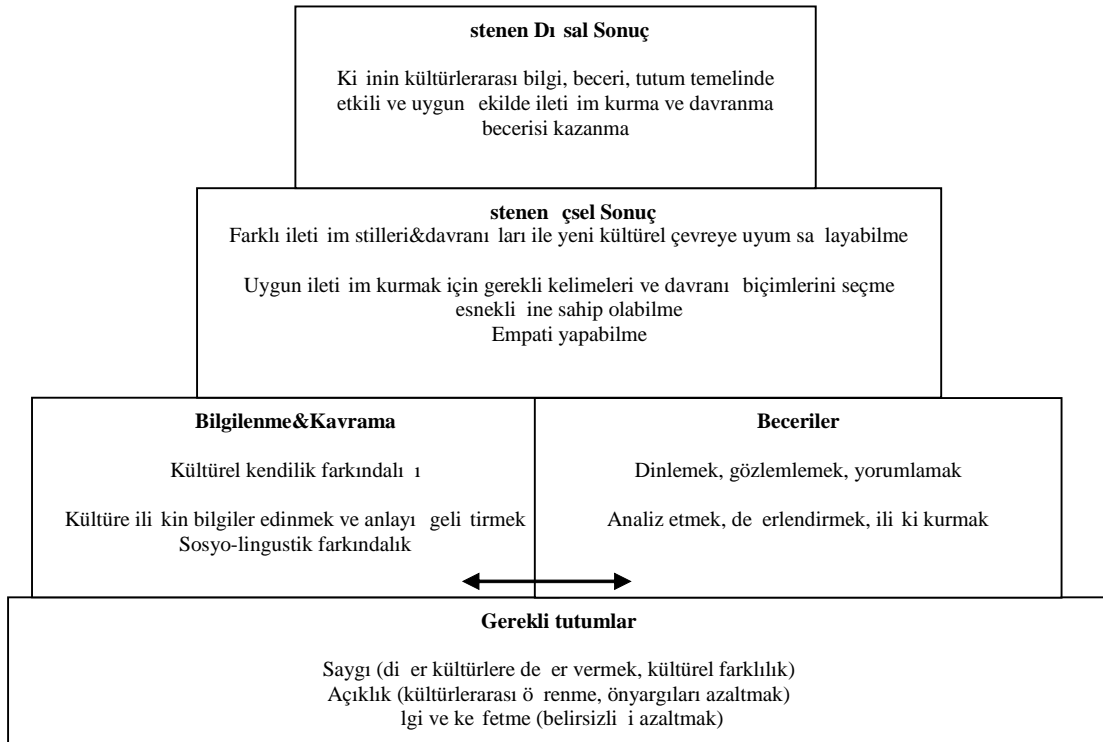 stenen Dı sal Sonuç
Ki inin kültürlerarası bilgi, beceri, tutum temelinde
etkili ve uygun ekilde ileti im kurma ve davranma
becerisi kazanma
stenen çsel Sonuç
Farklı ileti im stilleri&davranı ları ile yeni kültürel çevreye uyum sa layabilme
Uygun ileti im kurmak için gerekli kelimeleri ve davranı biçimlerini seçme
esnekli ine sahip olabilme
Empati yapabilme
Bilgilenme&Kavrama
Kültürel kendilik farkındalı ı
Kültüre ili kin bilgiler edinmek ve anlayı geli tirmek
Sosyo-lingustik farkındalık
Beceriler
Dinlemek, gözlemlemek, yorumlamak
Analiz etmek, de erlendirmek, ili ki kurmak
Gerekli tutumlar
Saygı (di er kültürlere de er vermek, kültürel farklılık)
Açıklık (kültürlerarası ö renme, önyargıları azaltmak)
lgi ve ke fetme (belirsizli i azaltmak)